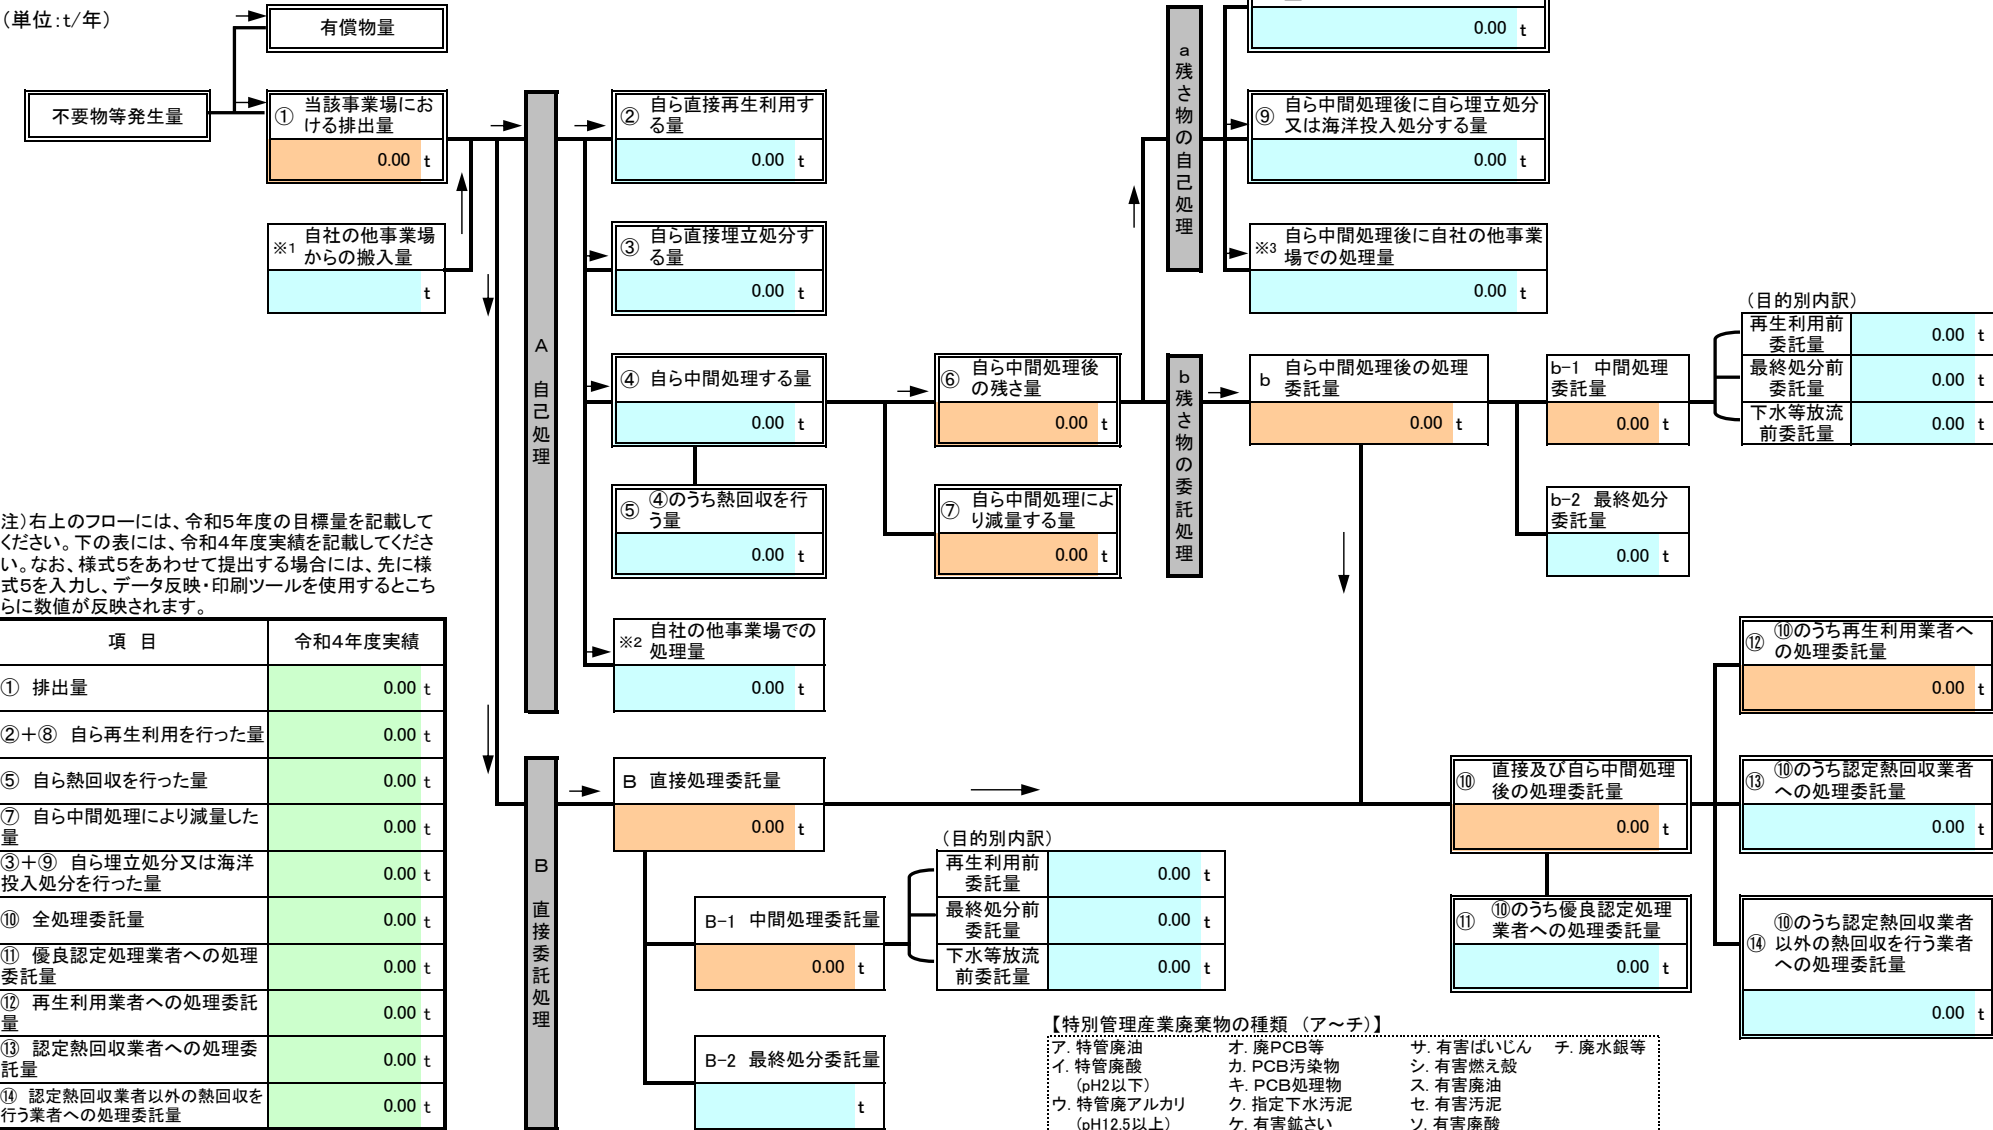 （単位：t／年）
有償物量
不要物等発生量
① 当該事業場にお
ける排出量
0.00 t
※1 自社の他事業場
からの搬入量
t
A 自己処理
② 自ら直接再生利用す
る量
0.00 t
③ 自ら直接埋立処分す
る量
0.00 t
④ 自ら中間処理する量
0.00 t
⑤ ④のうち熱回収を行
う量
0.00 t
※2 自社の他事業場での
処理量
0.00 t
⑥ 自ら中間処理後
の残さ量
0.00 t
⑦ 自ら中間処理によ
り減量する量
0.00 t
a 残さ物の自己処理
0.00 t
⑨ 自ら中間処理後に自ら埋立処分
又は海洋投入処分する量
0.00 t
※3 自ら中間処理後に自社の他事業
場での処理量
0.00 t
b 残さ物の委託処理
b 自ら中間処理後の処理
委託量
0.00 t
b-1 中間処理
委託量
0.00 t
（目的別内訳）
再生利用前
委託量
0.00 t
最終処分前
委託量
0.00 t
下水等放流
前委託量
0.00 t
b-2 最終処分
委託量
0.00 t
注）右上のフローには、令和5年度の目標量を記載して
ください。下の表には、令和4年度実績を記載してくださ
い。なお、様式5をあわせて提出する場合には、先に様
式5を入力し、データ反映・印刷ツールを使用するとこち
らに数値が反映されます。
項 目 令和4年度実績
① 排出量 0.00 t
②＋⑧ 自ら再生利用を行った量 0.00 t
⑤ 自ら熱回収を行った量 0.00 t
⑦ 自ら中間処理により減量した
量 0.00 t
③＋⑨ 自ら埋立処分又は海洋
投入処分を行った量 0.00 t
⑩ 全処理委託量 0.00 t
⑪ 優良認定処理業者への処理
委託量 0.00 t
⑫ 再生利用業者への処理委託
量 0.00 t
⑬ 認定熱回収業者への処理委
託量 0.00 t
⑭ 認定熱回収業者以外の熱回収を
行う業者への処理委託量 0.00 t
B 直接委託処理
B 直接処理委託量
0.00 t
B-1 中間処理委託量
0.00 t
（目的別内訳）
再生利用前
委託量
0.00 t
最終処分前
委託量
0.00 t
下水等放流
前委託量
0.00 t
B-2 最終処分委託量
t
⑩ 直接及び自ら中間処理
後の処理委託量
0.00 t
⑪ ⑩のうち優良認定処理
業者への処理委託量
0.00 t
⑫ ⑩のうち再生利用業者へ
の処理委託量
0.00 t
⑬ ⑩のうち認定熱回収業者
への処理委託量
0.00 t
⑭ ⑩のうち認定熱回収業者
以外の熱回収を行う業者
への処理委託量
0.00 t
【特別管理産業廃棄物の種類 （ア～チ）】
ア. 特管廃油 オ. 廃PCB等 サ. 有害ばいじん チ. 廃水銀等
イ. 特管廃酸 カ. PCB汚染物 シ. 有害燃え殻
（pH2以下） キ. PCB処理物 ス. 有害廃油
ウ. 特管廃アルカリ ク. 指定下水汚泥 セ. 有害汚泥
（pH12.5以上） ケ. 有害鉱さい ソ. 有害廃酸